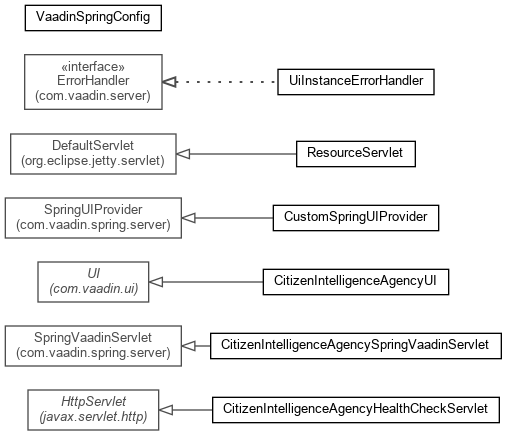 VaadinSpringConfig
«interface»
ErrorHandler
(com.vaadin.server)
UiInstanceErrorHandler
DefaultServlet
(org.eclipse.jetty.servlet)
ResourceServlet
SpringUIProvider
(com.vaadin.spring.server)
CustomSpringUIProvider
UI
(com.vaadin.ui)
CitizenIntelligenceAgencyUI
SpringVaadinServlet
(com.vaadin.spring.server)
CitizenIntelligenceAgencySpringVaadinServlet
HttpServlet
(javax.servlet.http)
CitizenIntelligenceAgencyHealthCheckServlet